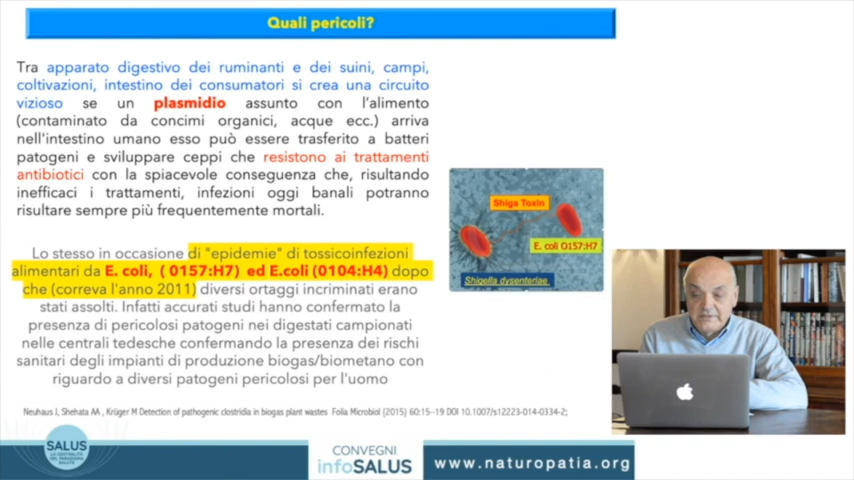 Quali pericoli?
Tra apparato digestivo dei ruminanti e dei suini, campi,
coltivazioni, intestino dei consumatori si crea una circuito
vizioso se un plasmidio assunto con l'alimento
(contaminato da concimi organici, acque ecc.) arriva
nell'intestino umano esso può essere trasferito a batteri
patogeni e sviluppare ceppi che resistono ai trattamenti
antibiotici con la spiacevole conseguenza che, risultando
inefficaci i trattamenti, infezioni oggi banali potranno
risultare sempre più frequentemente mortali.
Shiga Toxin
E. coli O157:H7
Shigella dysenteriae
Lo stesso in occasione di "epidemie" di tossicoinfezioni
alimentari da E. coli, ( 0157:H7) ed E.coli (0104:H4) dopo
che (correva l'anno 2011) diversi ortaggi incriminati erano
stati assolti. Infatti accurati studi hanno confermato la
presenza di pericolosi patogeni nei digestati campionati
nelle centrali tedesche confermando la presenza dei rischi
sanitari degli impianti di produzione biogas/biometano con
riguardo a diversi patogeni pericolosi per l'uomo
Neuhaus J, Shehata AA , Krüger M Detection of pathogenic clostridia in biogas plant wastes Folia Microbiol (2015) 60:15–19 DOI 10.1007/s12223-014-0334-2;
SALUS
LA CENTRALITÀ
DEL PARADIGMA
SALUTE
CONVEGNI
infoSALUS
www.naturopatia.org